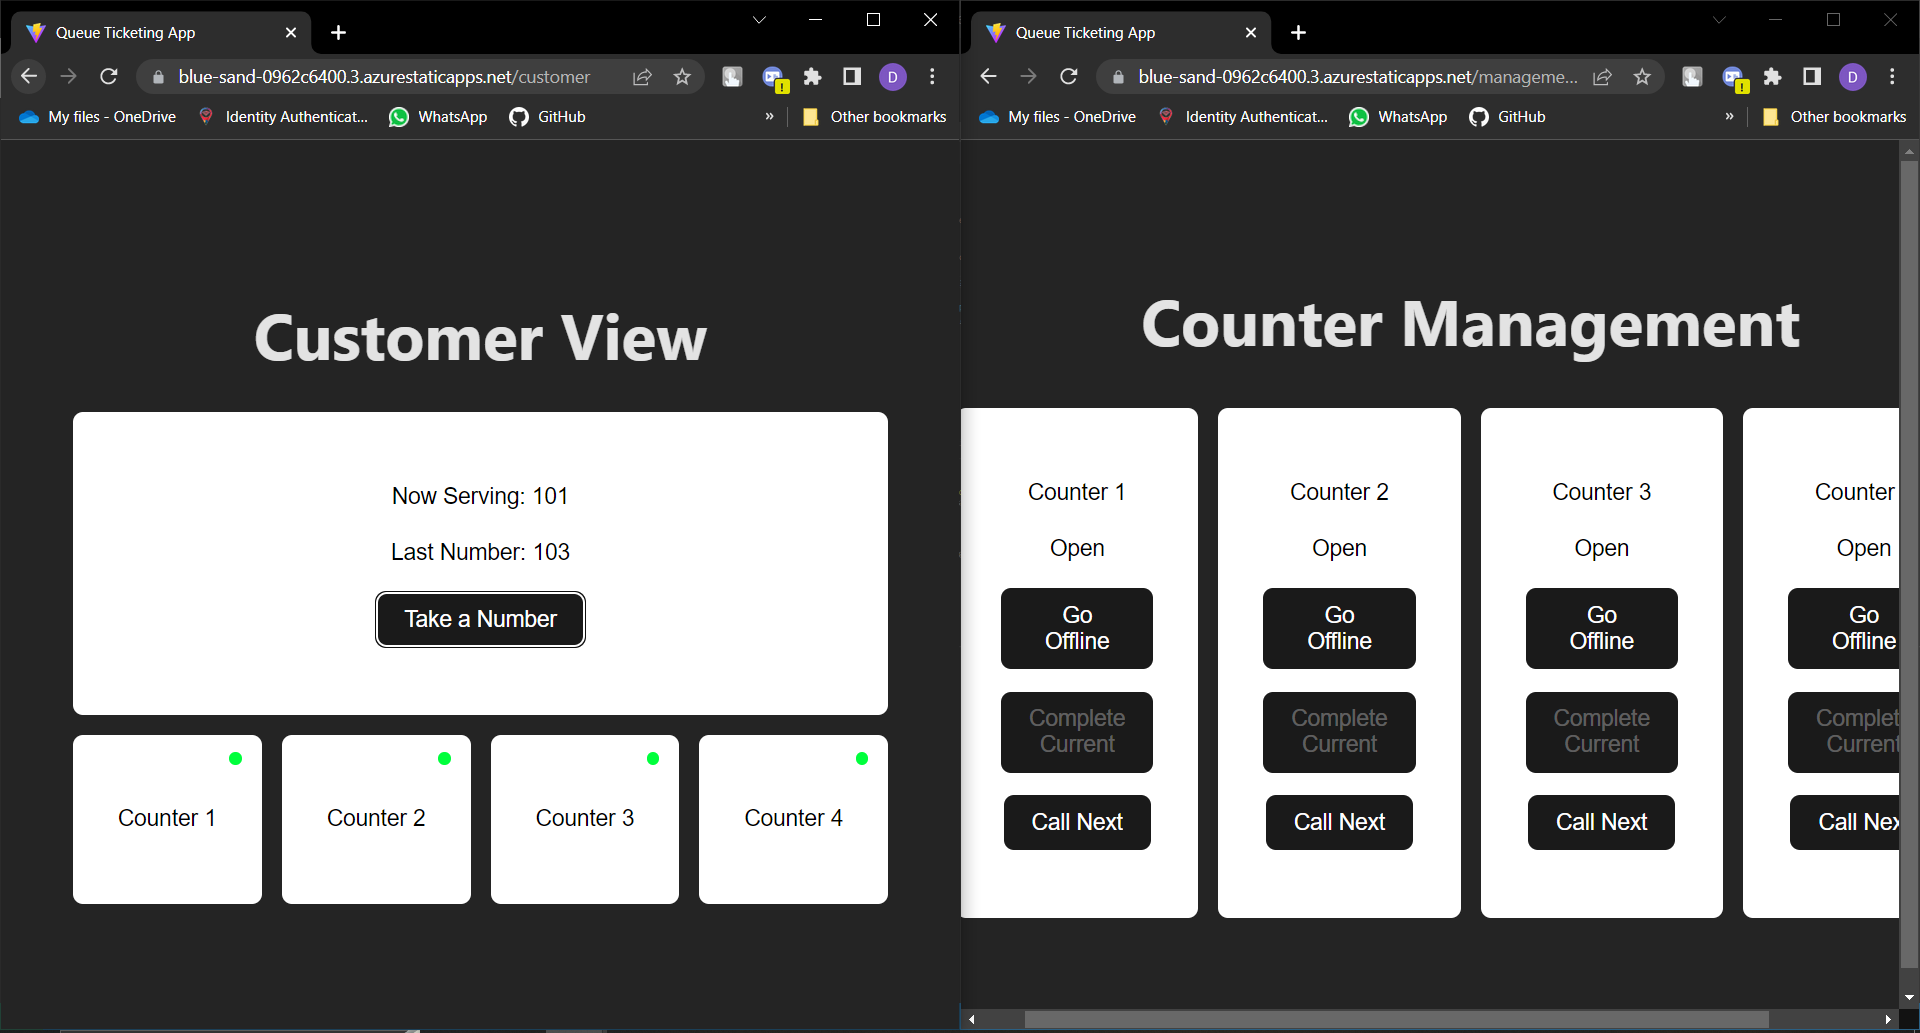 Queue Ticketing App
blue-sand-0962c6400.3.azurestaticapps.net/customer
D
My files - OneDrive
Identity Authenticat...
WhatsApp
GitHub
»
Other bookmarks
Customer View
Now Serving: 101
Last Number: 103
Take a Number
Counter 1
Counter 2
Counter 3
Counter 4
Queue Ticketing App
blue-sand-0962c6400.3.azurestaticapps.net/manageme...
D
My files - OneDrive
Identity Authenticat...
WhatsApp
GitHub
»
Other bookmarks
Counter Management
Counter 1
Open
Go
Offline
Complete
Current
Call Next
Counter 2
Open
Go
Offline
Complete
Current
Call Next
Counter 3
Open
Go
Offline
Complete
Current
Call Next
Counter
Open
Go
Offline
Complet
Current
Call Nex